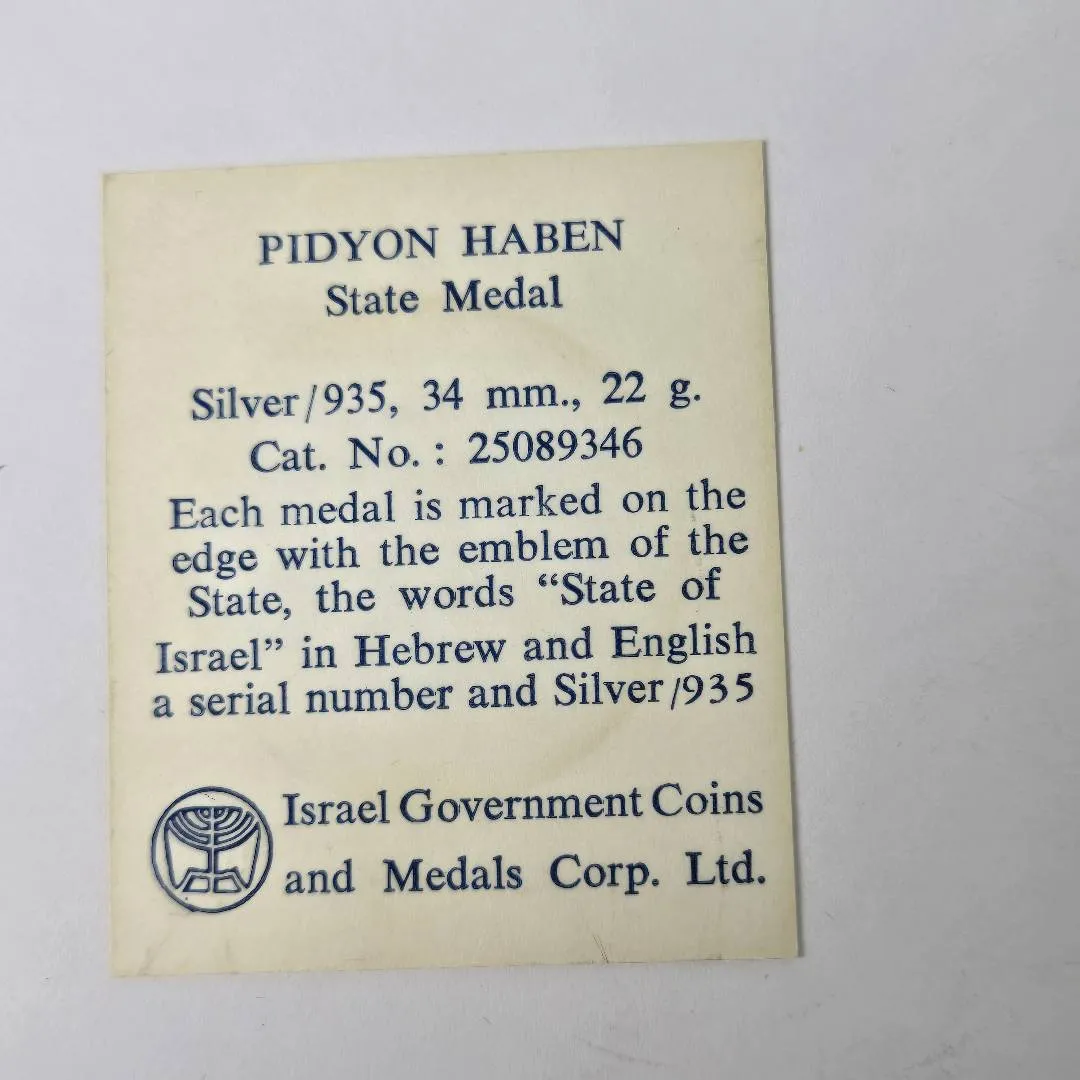 PIDYON HABEN
State Medal
Silver/935, 34 mm., 22 g.
Cat. No. : 25089346
Each medal is marked on the
edge with the emblem of the
State, the words “State of
Israel” in Hebrew and English
a serial number and Silver/935
Israel Government Coins
and Medals Corp. Ltd.